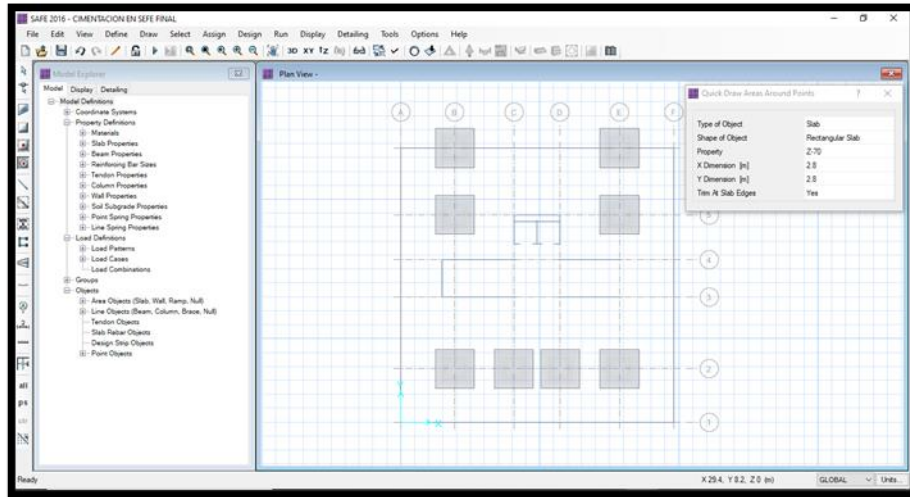 SAFE 2016 - CIMENTACION EN SEFE FINAL
File Edit View Define Draw Select Assign Design Run Display Detailing Tools Options Help
3D XY
Model Explorer
Model Display Detailing
Model Definitions
Coordinate Systems
Property Definitions
Materials
Slab Properties
Beam Properties
Reinforcing Bar Sizes
Tendon Properties
Column Properties
Wall Properties
Soil Subgrade Properties
Point Spring Properties
Line Spring Properties
Load Definitions
Load Patterns
Load Cases
Load Combinations
Groups
Objects
Area Objects (Slab, Wall, Ramp, Null)
Line Objects (Beam, Column, Brace, Null)
Tendon Objects
Slab Rebar Objects
Design Strip Objects
Point Objects
all
ps
Plan View -
A B C D E F
5
4
3
2
1
Y
X
Quick Draw Areas Around Points ?
Type of Object Slab
Shape of Object Rectangular Slab
Property Z-70
X Dimension [m] 2.8
Y Dimension [m] 2.8
Trim At Slab Edges Yes
Ready
X 29.4, Y 0.2, Z 0 (m) GLOBAL Units...